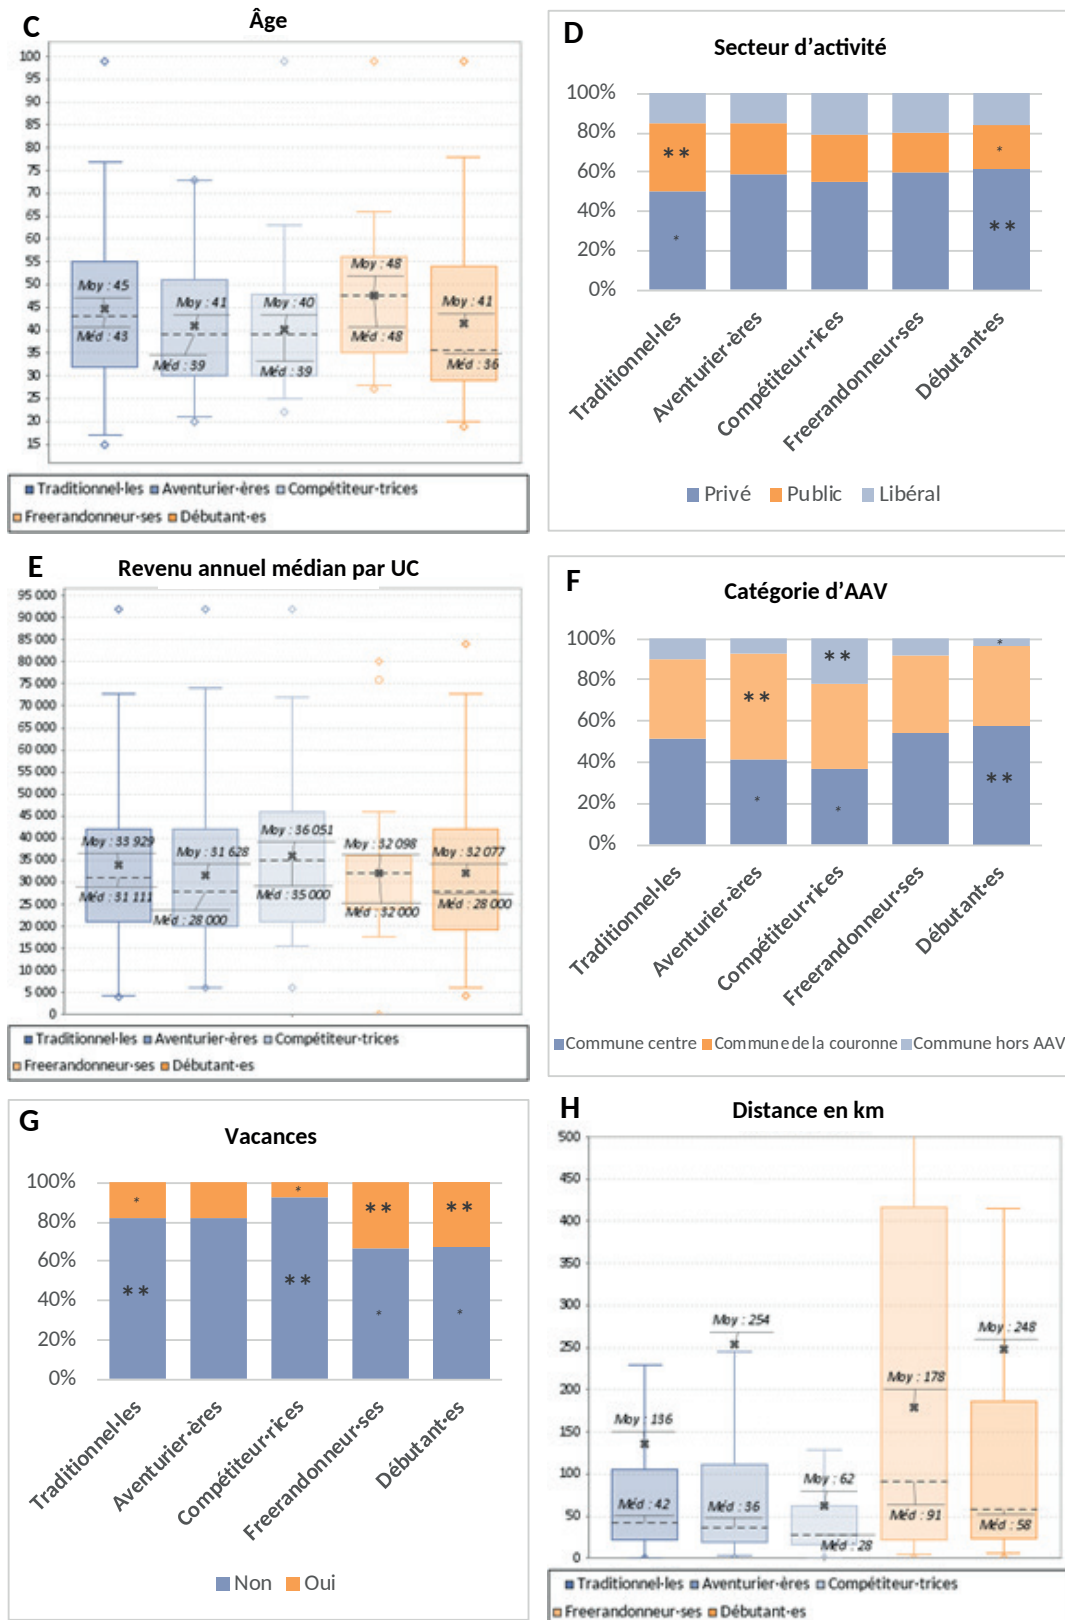 C
Âge
100
95
90
85
80
75
70
65
60
55
50
45
40
35
30
25
20
15
Moy : 45
Méd : 43
Moy : 41
Méd : 39
Moy : 40
Méd : 39
Moy : 48
Méd : 48
Moy : 41
Méd : 36
Traditionnel·les Aventurier·ères Compétiteur·trices
Freerandonneur·ses Débutant·es
D
Secteur d’activité
100%
80%
60%
40%
20%
0%
**
*
*
**
Traditionnel·les
Aventurier·ères
Compétiteur·rices
Freerandonneur·ses
Débutant·es
Privé Public Libéral
E
Revenu annuel médian par UC
95 000
90 000
85 000
80 000
75 000
70 000
65 000
60 000
55 000
50 000
45 000
40 000
35 000
30 000
25 000
20 000
15 000
10 000
5 000
0
Moy : 33 929
Méd : 31 111
Moy : 31 628
Méd : 28 000
Moy : 36 051
Méd : 35 000
Moy : 32 098
Méd : 32 000
Moy : 32 077
Méd : 28 000
Traditionnel·les Aventurier·ères Compétiteur·trices
Freerandonneur·ses Débutant·es
F
Catégorie d’AAV
100%
80%
60%
40%
20%
0%
**
*
**
*
*
**
Traditionnel·les
Aventurier·ères
Compétiteur·rices
Freerandonneur·ses
Débutant·es
Commune centre Commune de la couronne Commune hors AAV
G
Vacances
100%
80%
60%
40%
20%
0%
*
**
*
**
**
*
**
*
Traditionnel·les
Aventurier·ères
Compétiteur·rices
Freerandonneur·ses
Débutant·es
Non Oui
H
Distance en km
500
450
400
350
300
250
200
150
100
50
0
Moy : 136
Méd : 42
Moy : 254
Méd : 36
Moy : 62
Méd : 28
Moy : 178
Méd : 91
Moy : 248
Méd : 58
Traditionnel·les Aventurier·ères Compétiteur·trices
Freerandonneur·ses Débutant·es